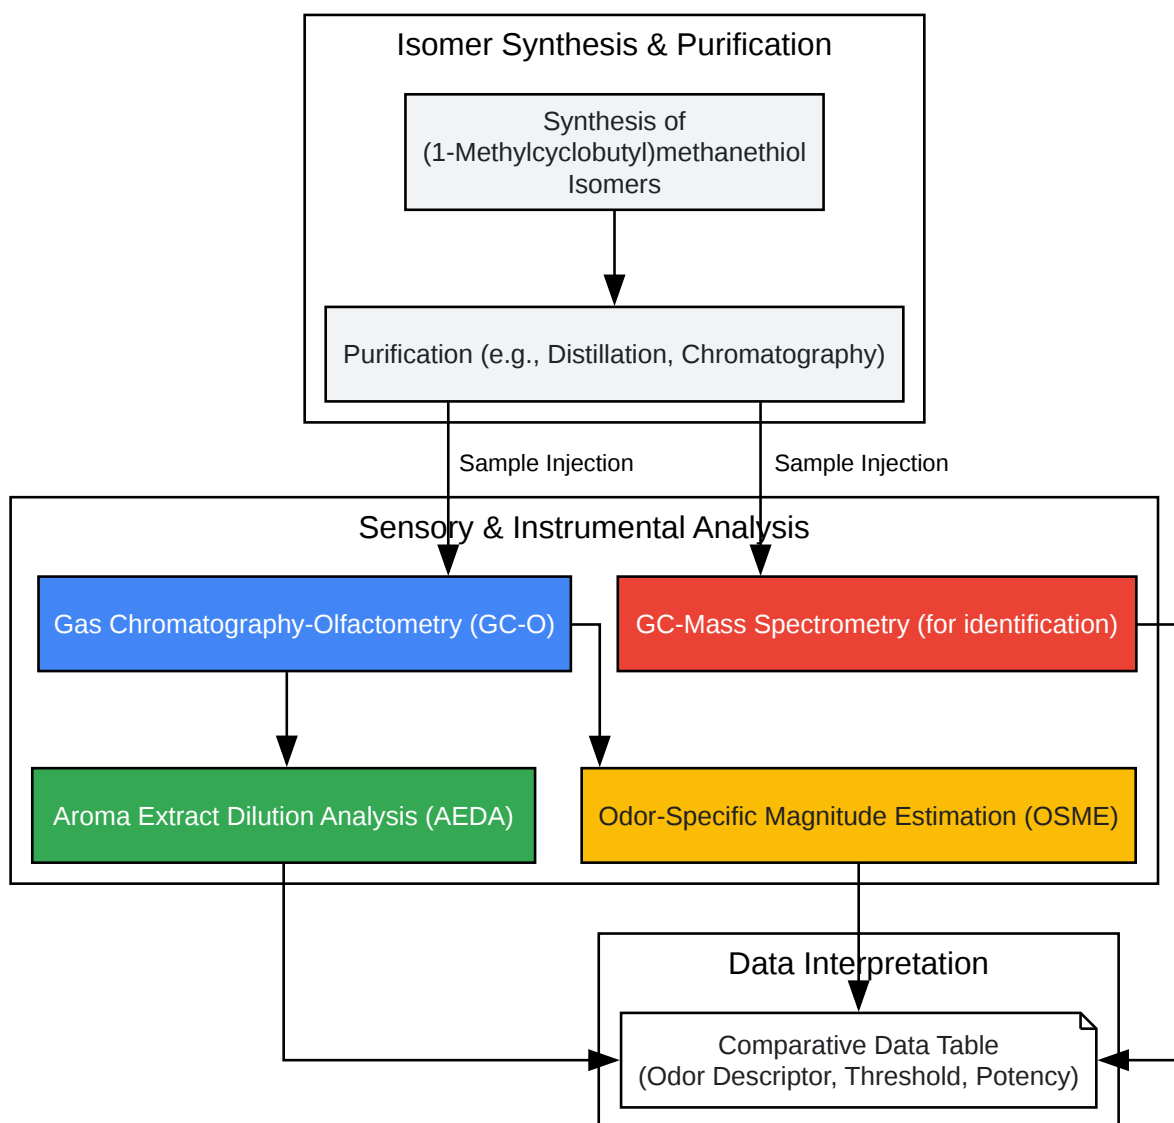 Isomer Synthesis & Purification
Synthesis of
(1-Methylcyclobutyl)methanethiol
Isomers
Purification (e.g., Distillation, Chromatography)
Sample Injection
Sample Injection
Sensory & Instrumental Analysis
Gas Chromatography-Olfactometry (GC-O)
GC-Mass Spectrometry (for identification)
Aroma Extract Dilution Analysis (AEDA)
Odor-Specific Magnitude Estimation (OSME)
Data Interpretation
Comparative Data Table
(Odor Descriptor, Threshold, Potency)